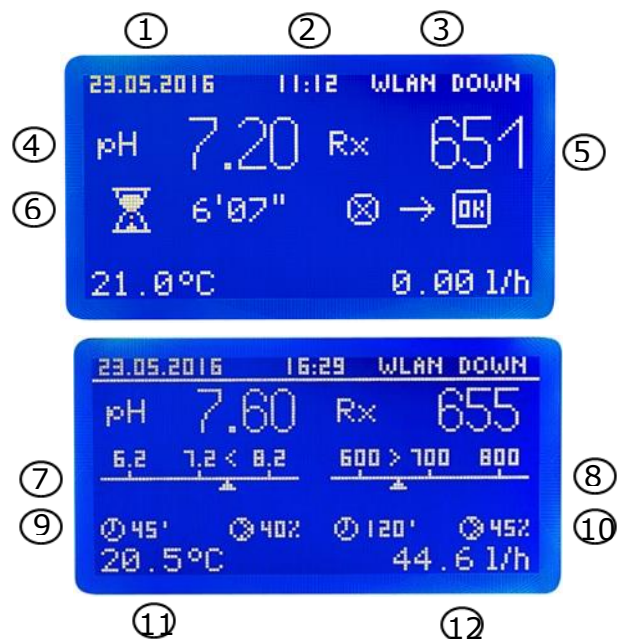 1 2 3
23.05.2016 11:12 WLAN DOWN
4 pH 7.20 Rx 651 5
6 6'07" OK
21.0°C 0.00 l/h
23.05.2016 16:29 WLAN DOWN
pH 7.60 Rx 655
6.2 7.2 < 8.2 600 > 700 800
7 8
9 45' 40% 120' 45% 10
20.5°C 44.6 l/h
11 12